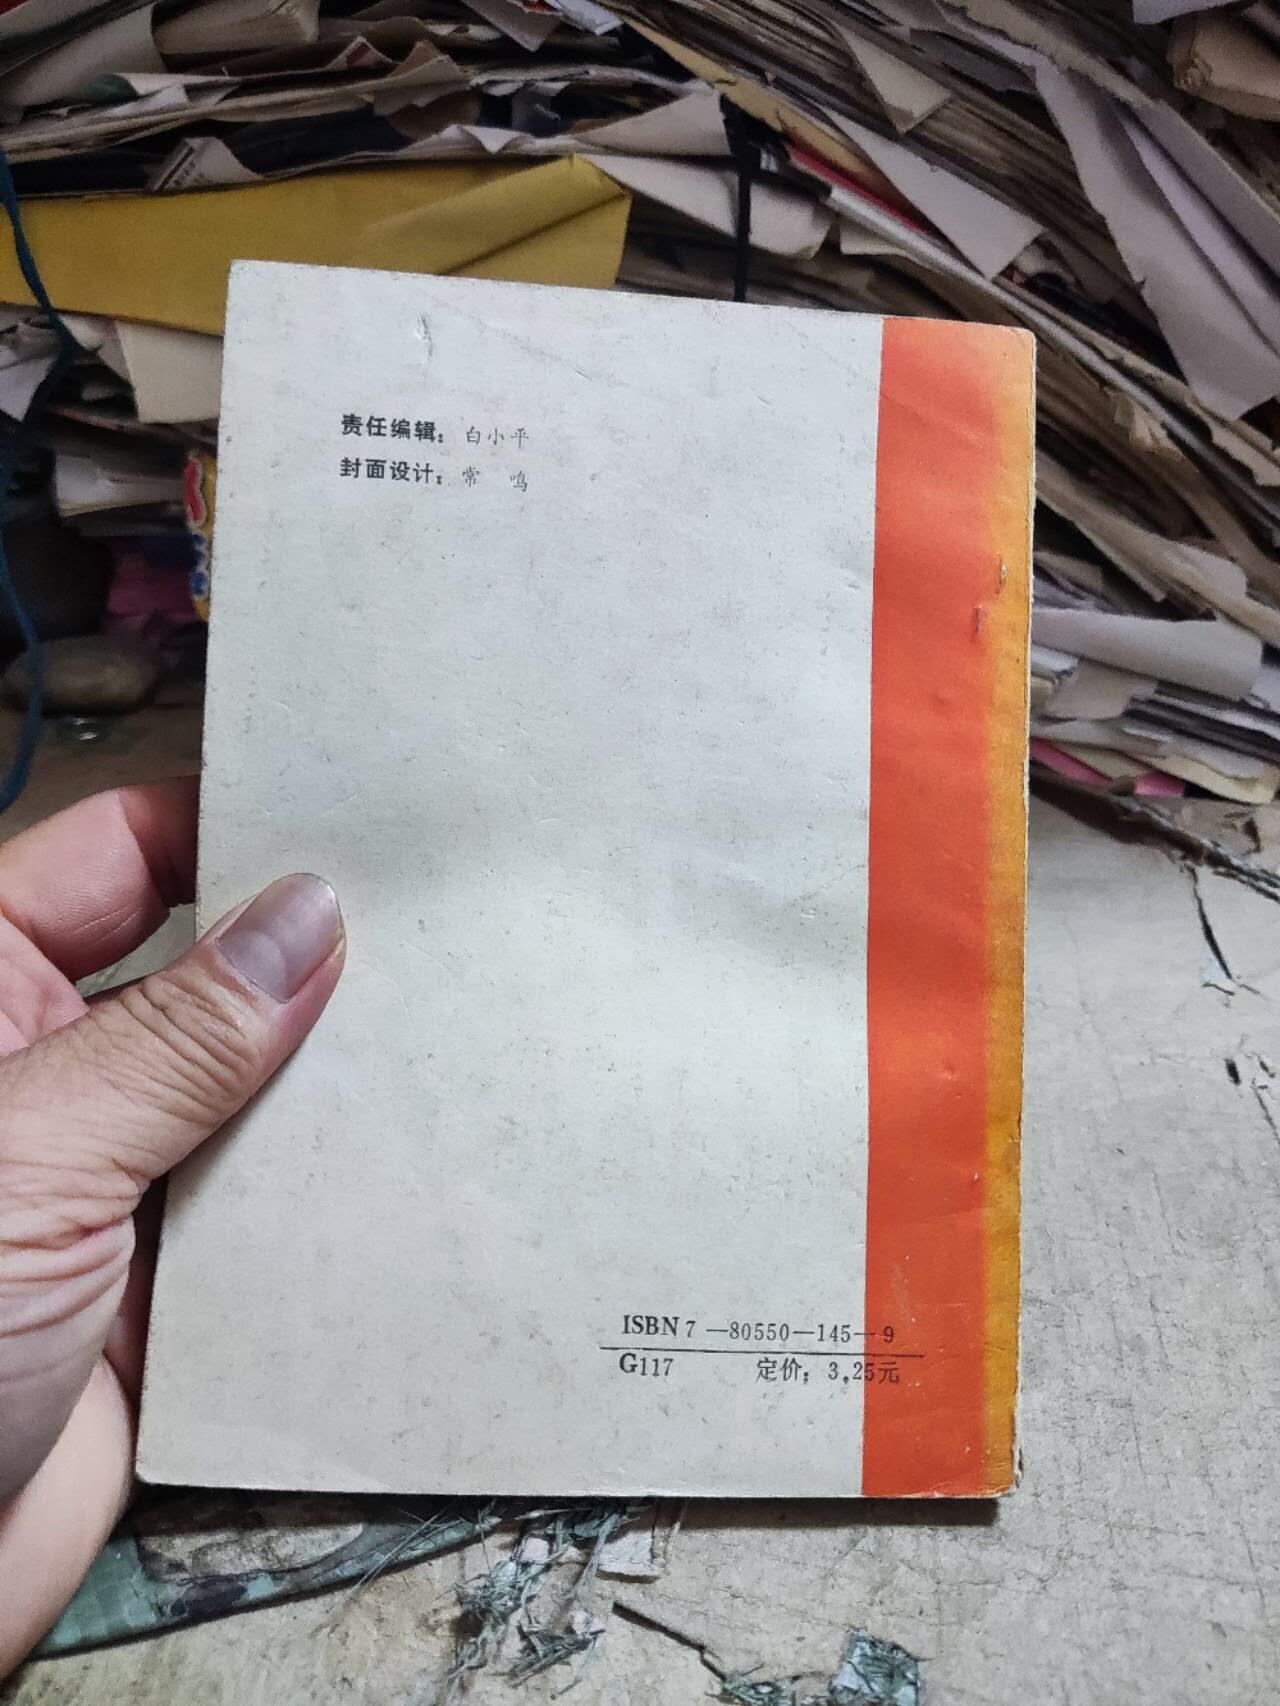 责任编辑：白小平
封面设计：常 鸣
ISBN 7—80550—145—9
G117 定价：3.25元